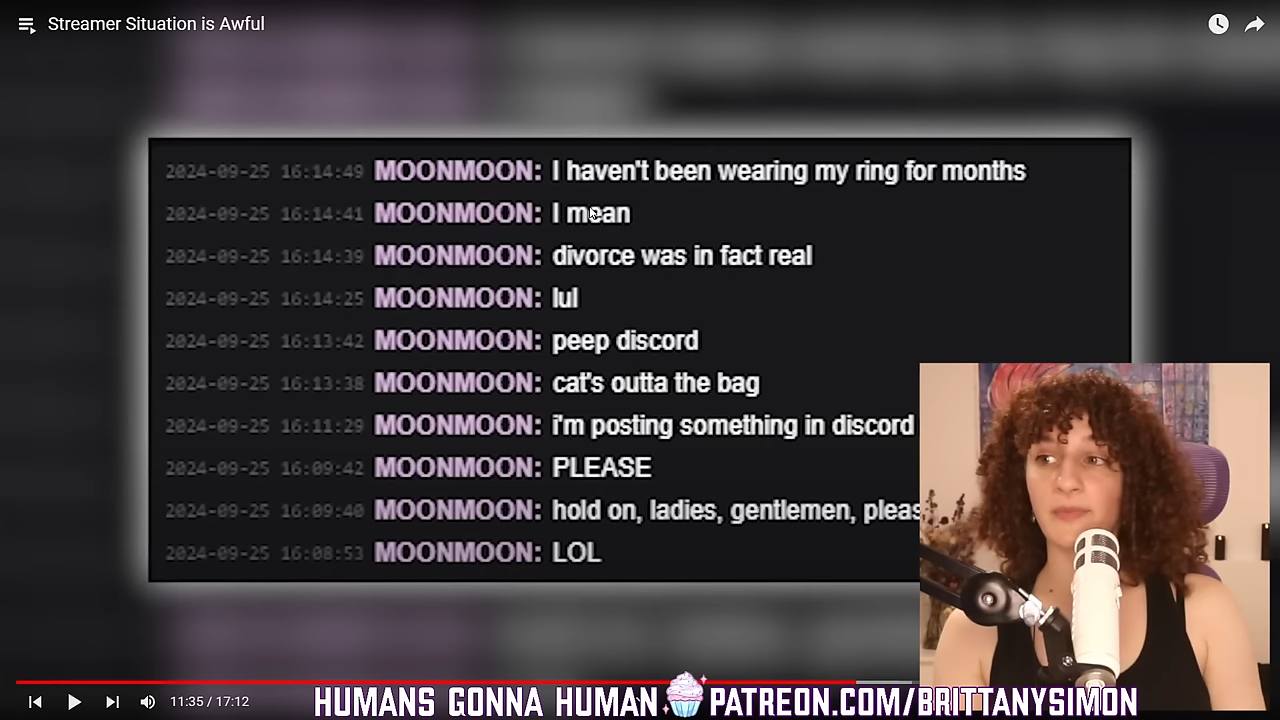 Streamer Situation is Awful
2024-09-25 16:14:49 MOONMOON: I haven't been wearing my ring for months
2024-09-25 16:14:41 MOONMOON: I mean
2024-09-25 16:14:39 MOONMOON: divorce was in fact real
2024-09-25 16:14:25 MOONMOON: lul
2024-09-25 16:13:42 MOONMOON: peep discord
2024-09-25 16:13:38 MOONMOON: cat's outta the bag
2024-09-25 16:11:29 MOONMOON: i'm posting something in discord
2024-09-25 16:09:42 MOONMOON: PLEASE
2024-09-25 16:09:40 MOONMOON: hold on, ladies, gentlemen, pleas
2024-09-25 16:08:53 MOONMOON: LOL
11:35 / 17:12
HUMANS GONNA HUMAN PATREON.COM/BRITTANYSIMON